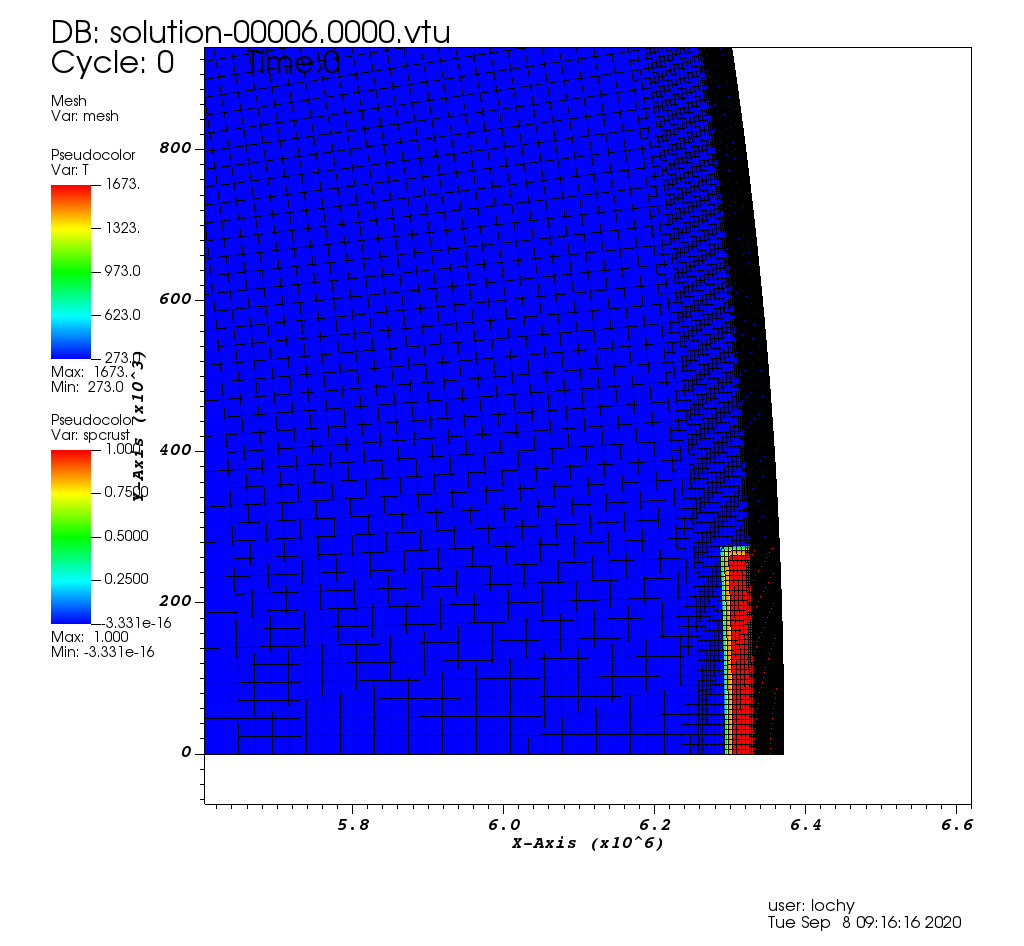 DB: solution-00006.0000.vtu
Cycle: 0 Time:0
Mesh
Var: mesh
Pseudocolor
Var: T
1673.
1323.
973.0
623.0
273.0
Max: 1673.
Min: 273.0
Pseudocolor
Var: spcrust
1.000
0.7500
0.5000
0.2500
-3.331e-16
Max: 1.000
Min: -3.331e-16
Y-Axis (x10^3)
800
600
400
200
0
5.8 6.0 6.2 6.4 6.6
X-Axis (x10^6)
user: lochy
Tue Sep 8 09:16:16 2020